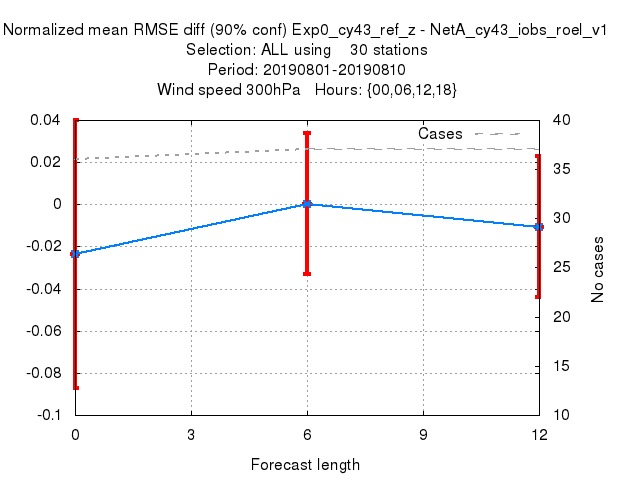 Normalized mean RMSE diff (90% conf) Exp0_cy43_ref_z - NetA_cy43_iobs_roel_v1
Selection: ALL using    30 stations
Period: 20190801-20190810
Wind speed 300hPa   Hours: {00,06,12,18}
Cases
0.04
0.02
0
-0.02
-0.04
-0.06
-0.08
-0.1
40
35
30
25
20
15
10
No cases
0 3 6 9 12
Forecast length